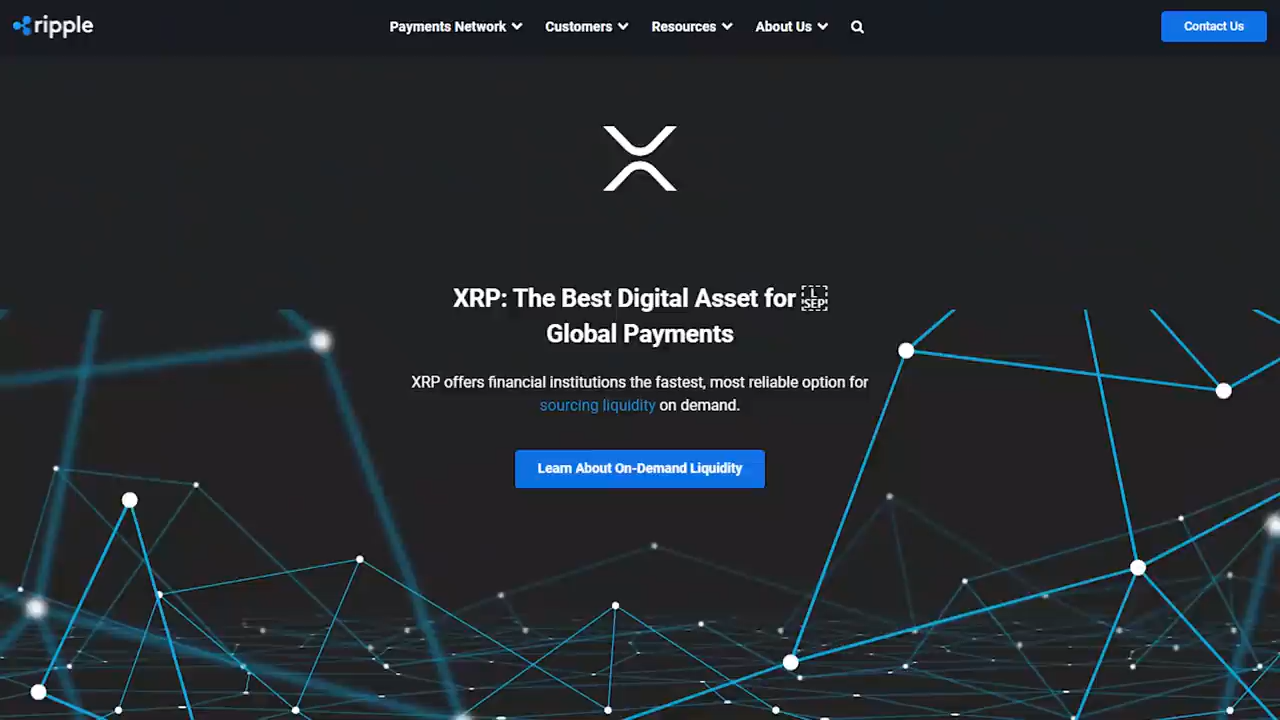 ripple
Payments Network
Customers
Resources
About Us
Contact Us
XRP: The Best Digital Asset for L SEP
Global Payments
XRP offers financial institutions the fastest, most reliable option for
sourcing liquidity on demand.
Learn About On-Demand Liquidity